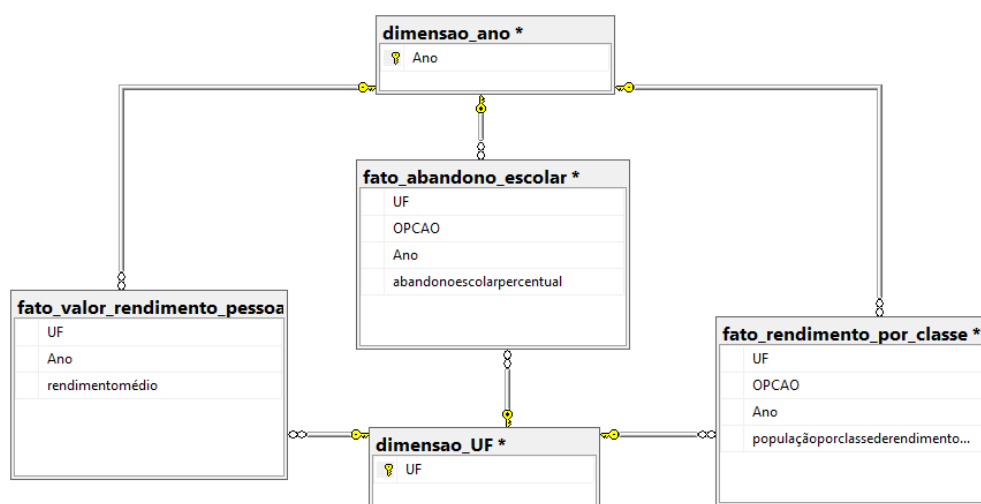 dimensao_ano *
Ano
fato_abandono_escolar *
UF
OPCAO
Ano
abandonoescolarpercentual
fato_valor_rendimento_pessoa
UF
Ano
rendimentomédio
fato_rendimento_por_classe *
UF
OPCAO
Ano
populaçãoporclassederendimento...
dimensao_UF *
UF